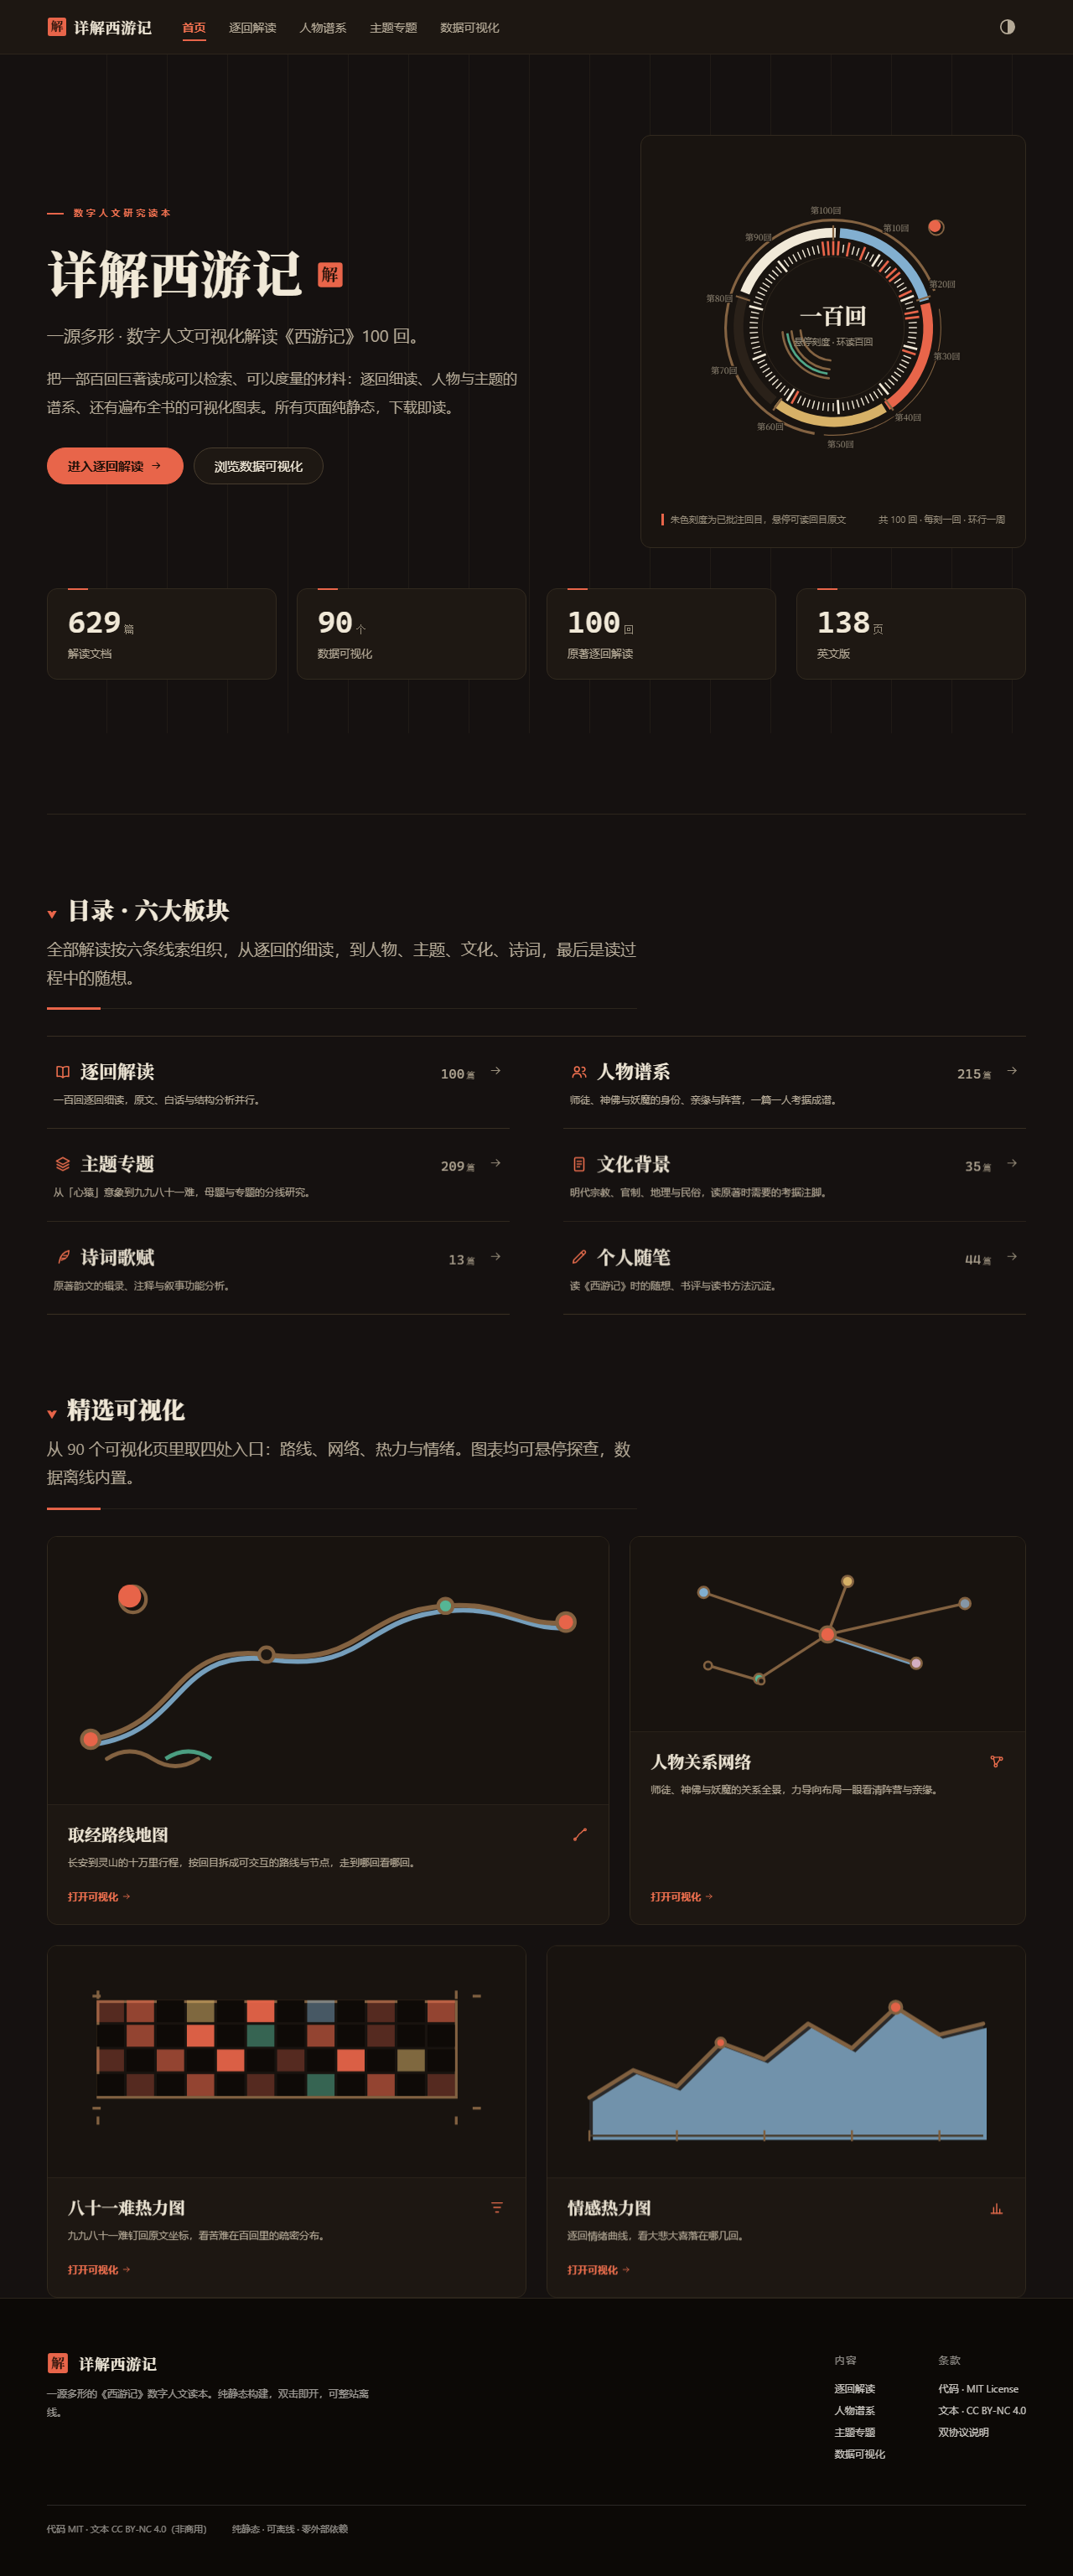 解 详解西游记 首页 逐回解读 人物谱系 主题专题 数据可视化
数字人文研究读本
详解西游记 解
一源多形 · 数字人文可视化解读《西游记》100 回。
把一部百回巨著读成可以检索、可以度量的材料：逐回细读、人物与主题的
谱系、还有遍布全书的可视化图表。所有页面纯静态，下载即读。
进入逐回解读 → 浏览数据可视化
第100回
第10回
第90回
第20回
第80回
一百回
悬停刻度 · 环读百回
第30回
第70回
第40回
第60回
第50回
朱色刻度为已批注回目，悬停可读回目原文 共 100 回 · 每刻一回 · 环行一周
629 篇
解读文档
90 个
数据可视化
100 回
原著逐回解读
138 页
英文版
目录 · 六大板块
全部解读按六条线索组织，从逐回的细读，到人物、主题、文化、诗词，最后是读过
程中的随想。
逐回解读 100 篇 →
一百回逐回细读，原文、白话与结构分析并行。
人物谱系 215 篇 →
师徒、神佛与妖魔的身份、亲缘与阵营，一篇一人考据成谱。
主题专题 209 篇 →
从「心猿」意象到九九八十一难，母题与专题的分线研究。
文化背景 35 篇 →
明代宗教、官制、地理与民俗，读原著时需要的考据注脚。
诗词歌赋 13 篇 →
原著韵文的辑录、注释与叙事功能分析。
个人随笔 44 篇 →
读《西游记》时的随想、书评与读书方法沉淀。
精选可视化
从 90 个可视化页里取四处入口：路线、网络、热力与情绪。图表均可悬停探查，数
据离线内置。
取经路线地图
长安到灵山的十万里行程，按回目拆成可交互的路线与节点，走到哪回看哪回。
打开可视化 →
人物关系网络
师徒、神佛与妖魔的关系全景，力导向布局一眼看清阵营与亲缘。
打开可视化 →
八十一难热力图
九九八十一难钉回原文坐标，看苦难在百回里的疏密分布。
打开可视化 →
情感热力图
逐回情绪曲线，看大悲大喜落在哪几回。
打开可视化 →
解 详解西游记
一源多形的《西游记》数字人文读本。纯静态构建，双击即开，可整站离
线。
内容
逐回解读
人物谱系
主题专题
数据可视化
条款
代码 · MIT License
文本 · CC BY-NC 4.0
双协议说明
代码 MIT · 文本 CC BY-NC 4.0（非商用） 纯静态 · 可离线 · 零外部依赖